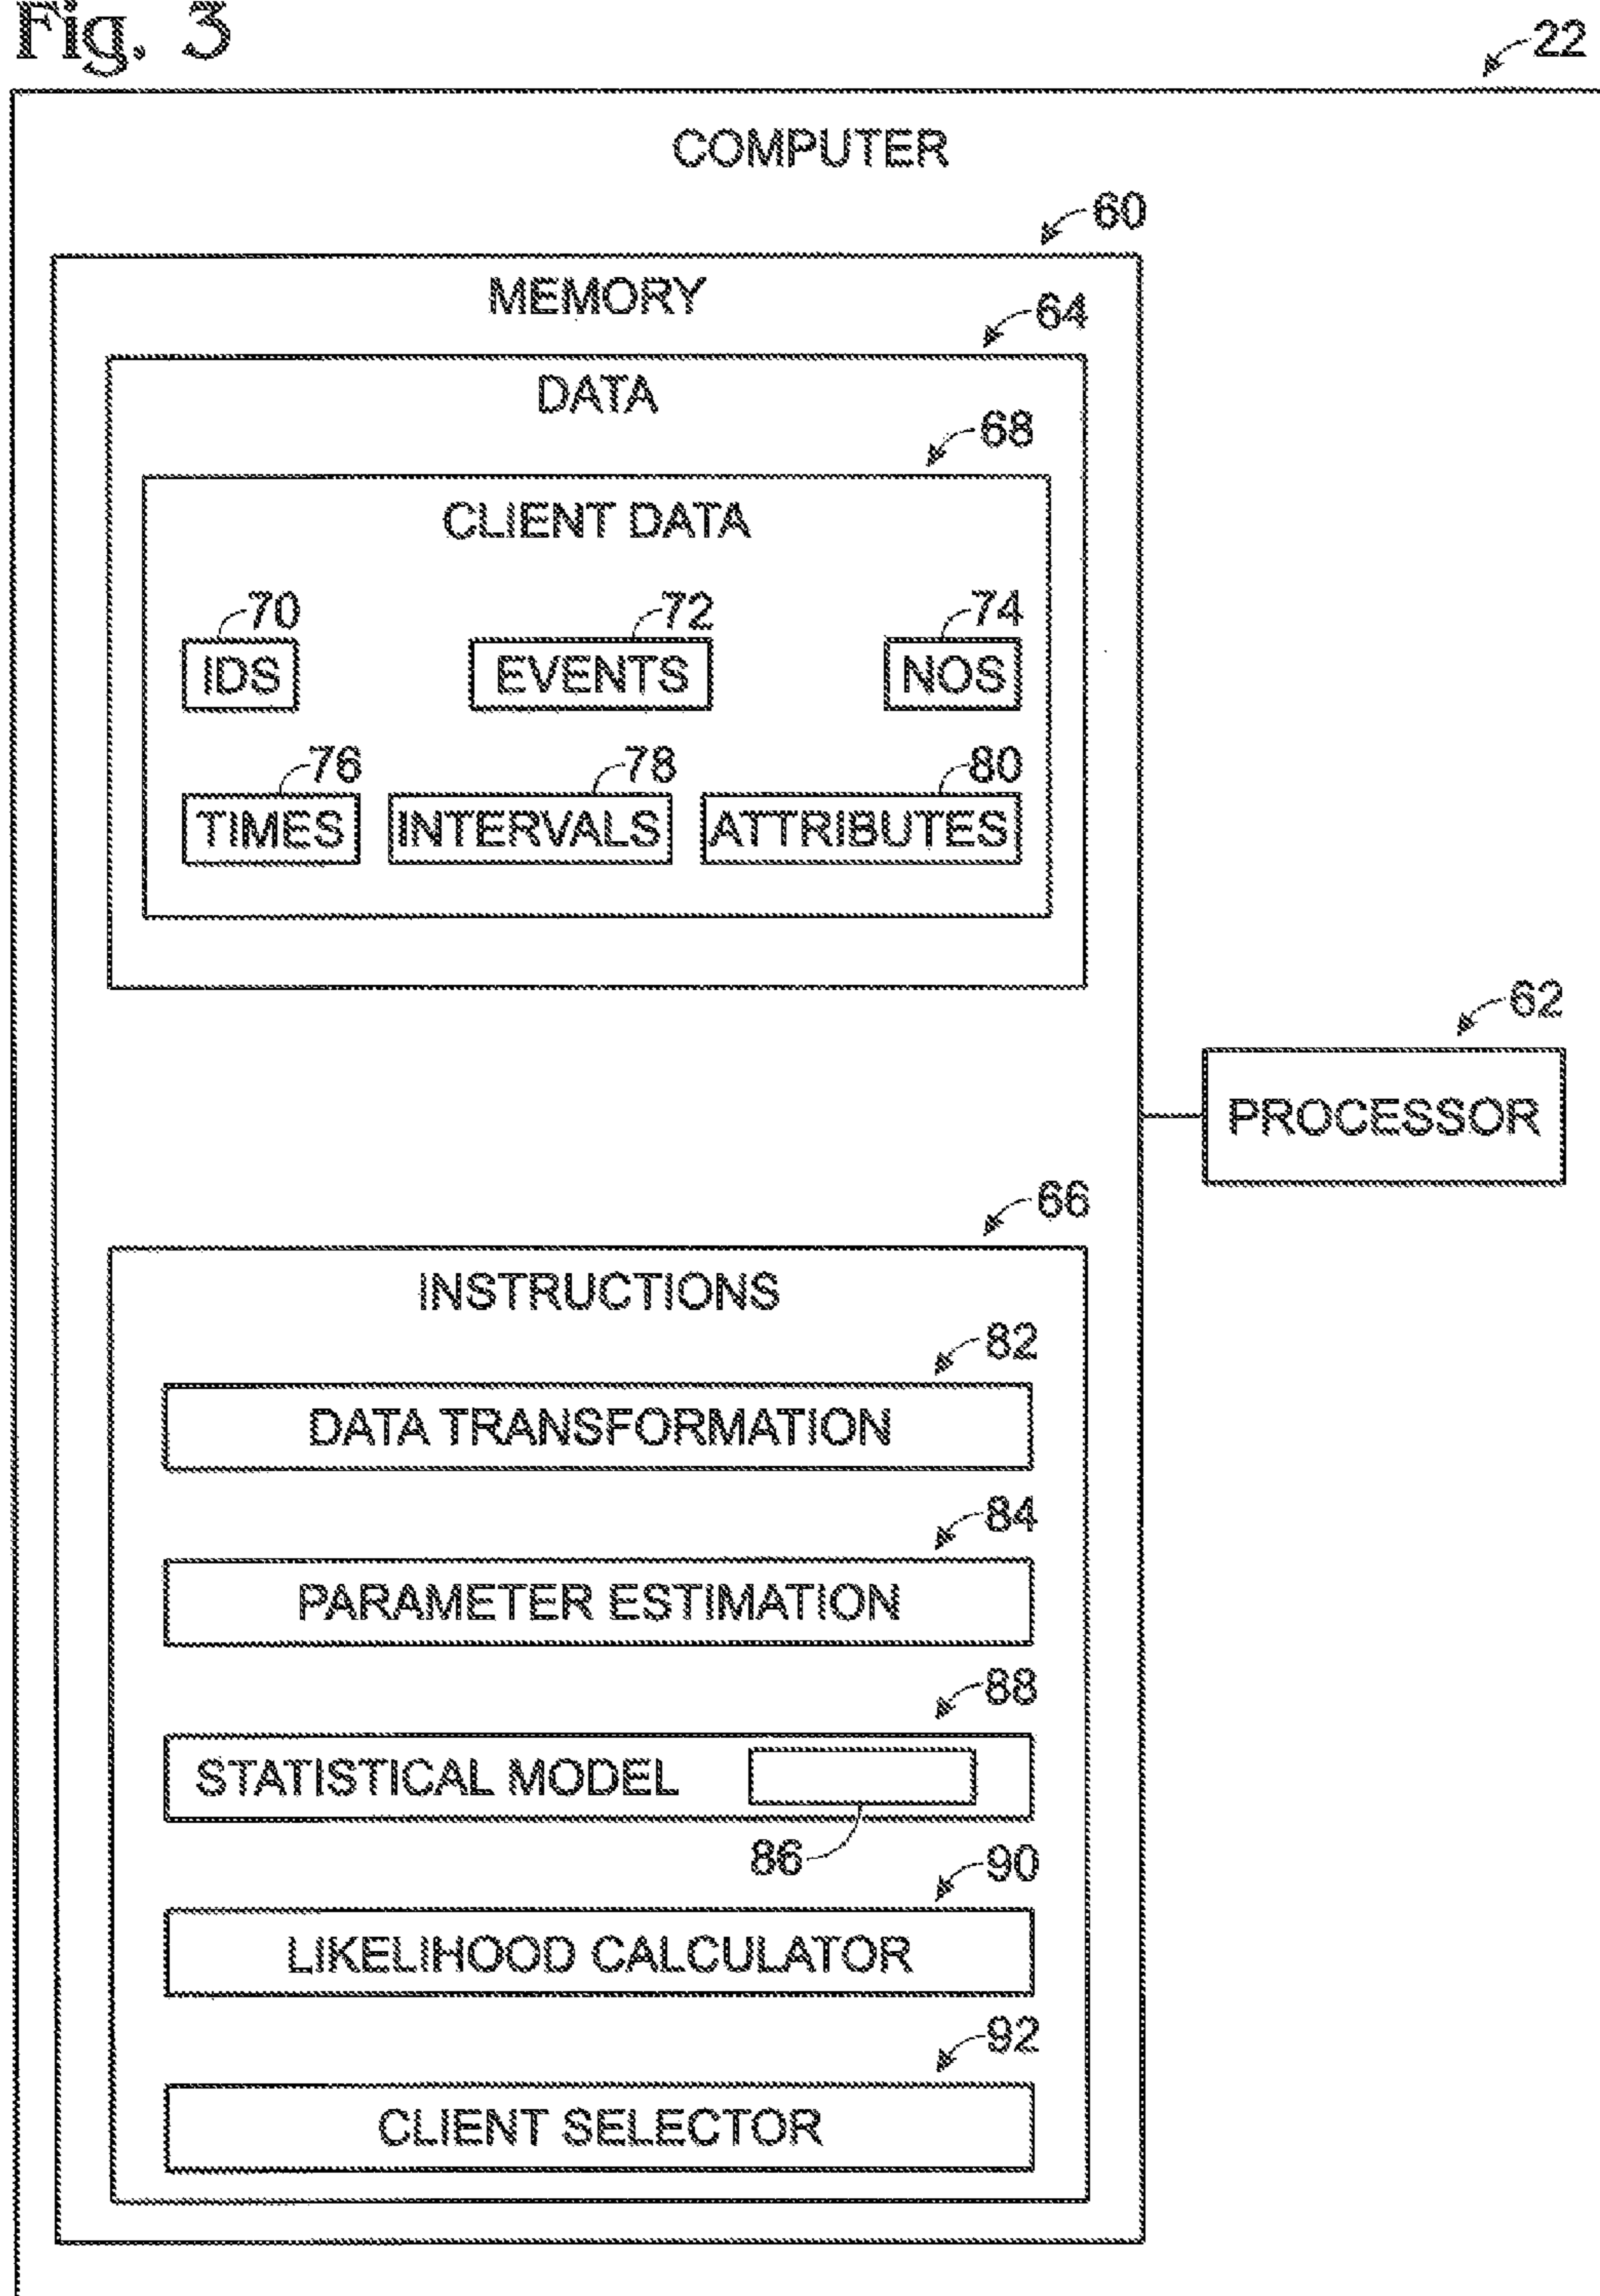 Fig. 3
22
COMPUTER
60
MEMORY
64
DATA
68
CLIENT DATA
70 72 74
IDS EVENTS NOS
76 78 80
TIMES INTERVALS ATTRIBUTES
62
PROCESSOR
66
INSTRUCTIONS
82
DATA TRANSFORMATION
84
PARAMETER ESTIMATION
88
STATISTICAL MODEL
86
90
LIKELIHOOD CALCULATOR
92
CLIENT SELECTOR